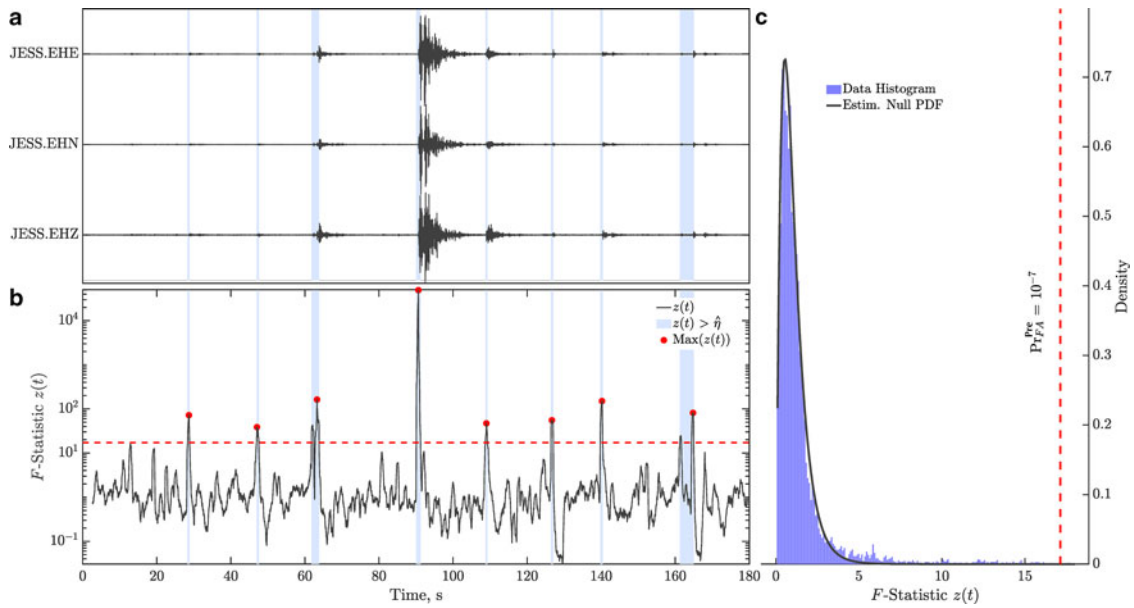 a
JESS.EHE
JESS.EHN
JESS.EHZ
b
10⁴
10²
10¹
10⁻¹
F-Statistic z(t)
z(t)
z(t) > η̂
Max(z(t))
0 20 40 60 80 100 120 140 160 180
Time, s
c
Data Histogram
Estim. Null PDF
Pr_FA^Pre = 10⁻⁷
0.7
0.6
0.5
0.4
0.3
0.2
0.1
0
Density
0 5 10 15
F-Statistic z(t)